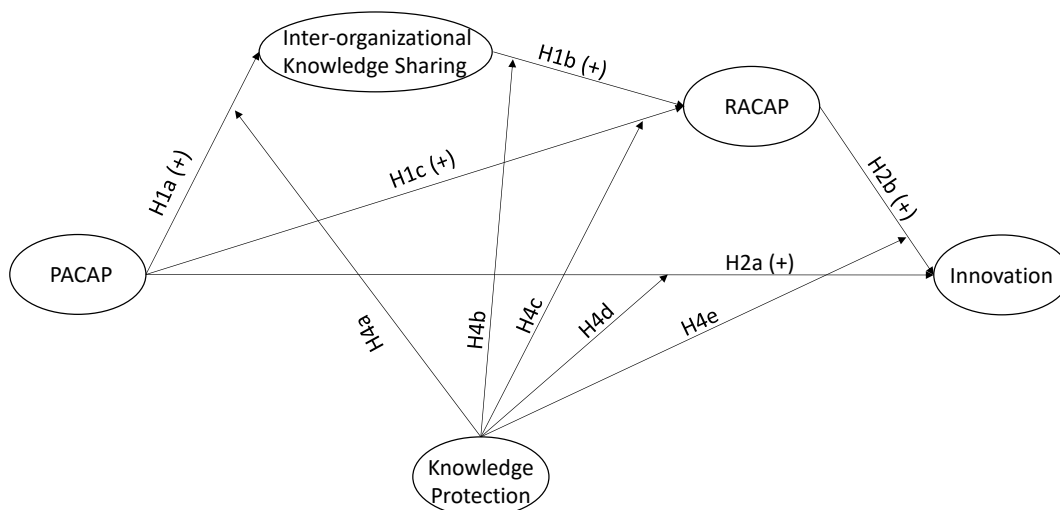 Inter-organizational
Knowledge Sharing
H1b (+)
RACAP
H1a (+)
H1c (+)
H2b (+)
PACAP
H2a (+)
Innovation
H4a
H4b
H4c
H4d
H4e
Knowledge
Protection